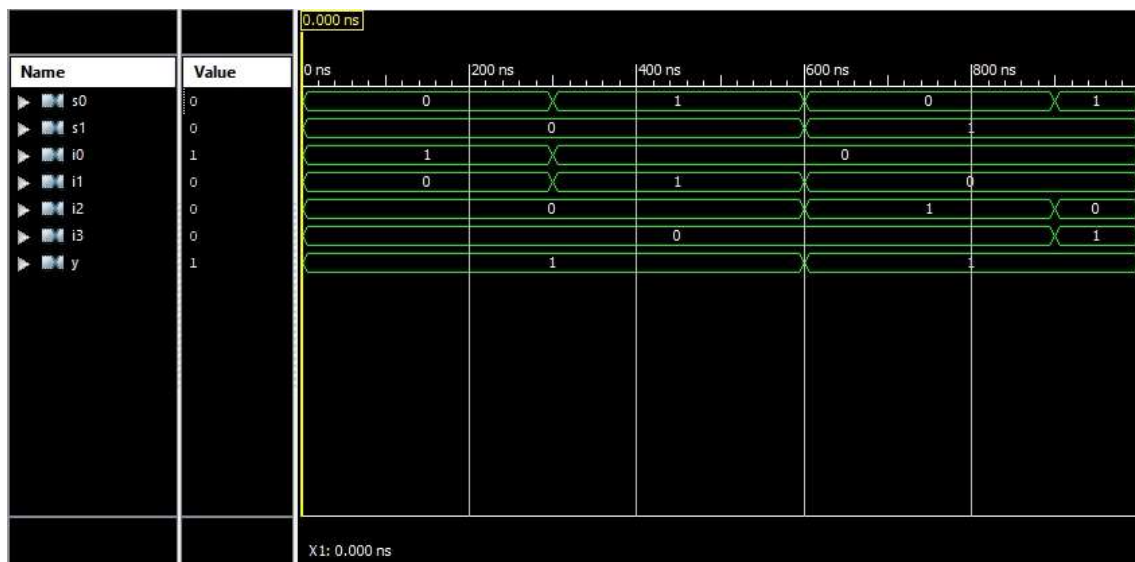 0.000 ns
Name Value 0 ns 200 ns 400 ns 600 ns 800 ns
s0 0 0 1 0 1
s1 0 0 1
i0 1 1 0
i1 0 0 1 0
i2 0 0 1 0
i3 0 0 1
y 1 1 1
X1: 0.000 ns